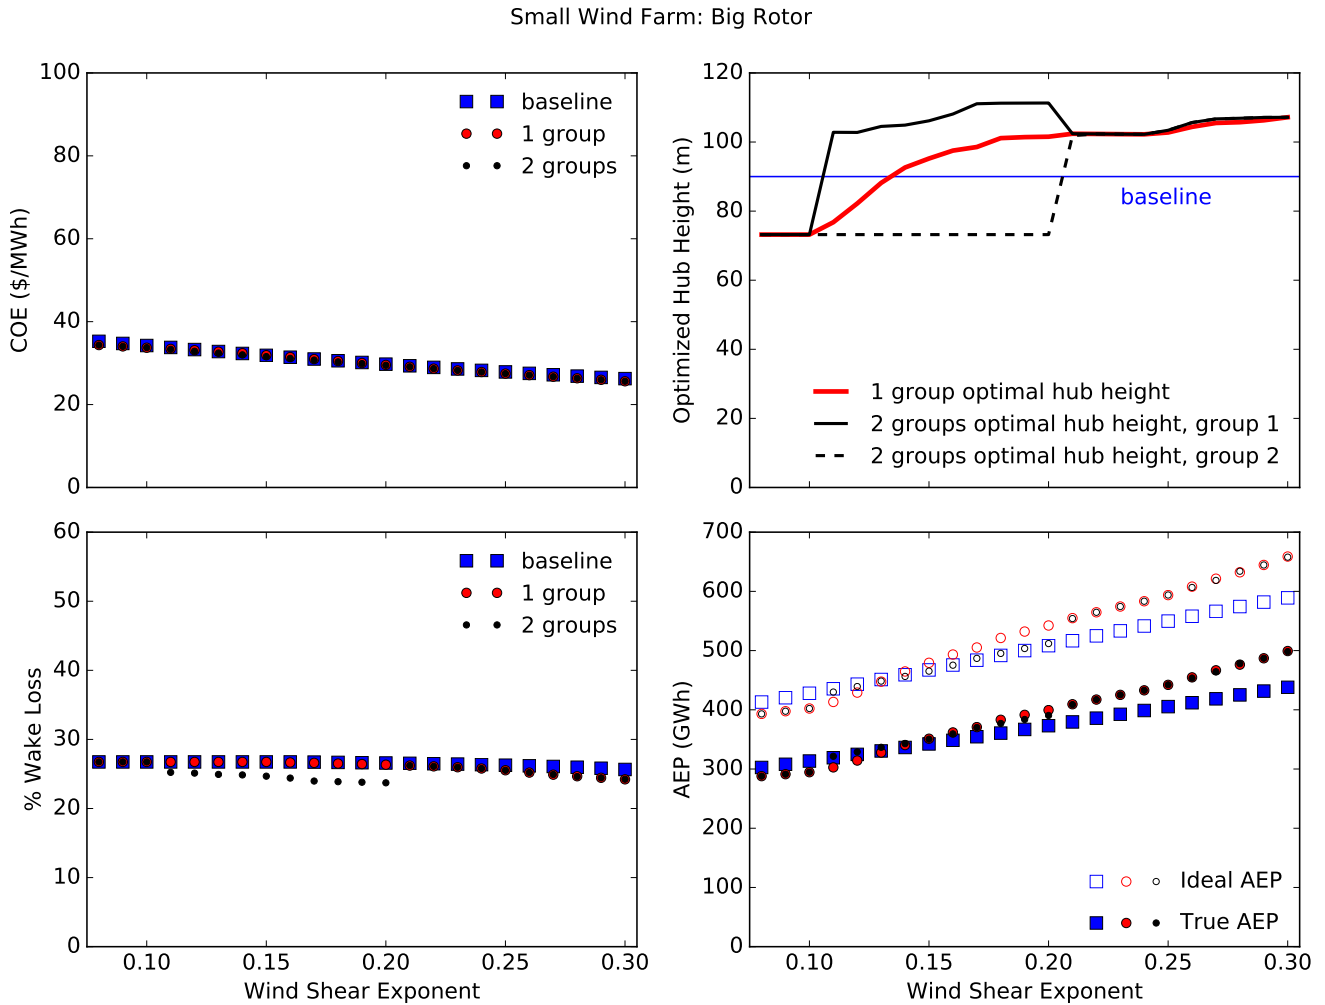 Small Wind Farm: Big Rotor
100
80
60
40
20
0
COE ($/MWh)
baseline
1 group
2 groups
120
100
80
60
40
20
0
Optimized Hub Height (m)
baseline
1 group optimal hub height
2 groups optimal hub height, group 1
2 groups optimal hub height, group 2
60
50
40
30
20
10
0
% Wake Loss
baseline
1 group
2 groups
0.10 0.15 0.20 0.25 0.30
Wind Shear Exponent
700
600
500
400
300
200
100
0
AEP (GWh)
Ideal AEP
True AEP
0.10 0.15 0.20 0.25 0.30
Wind Shear Exponent